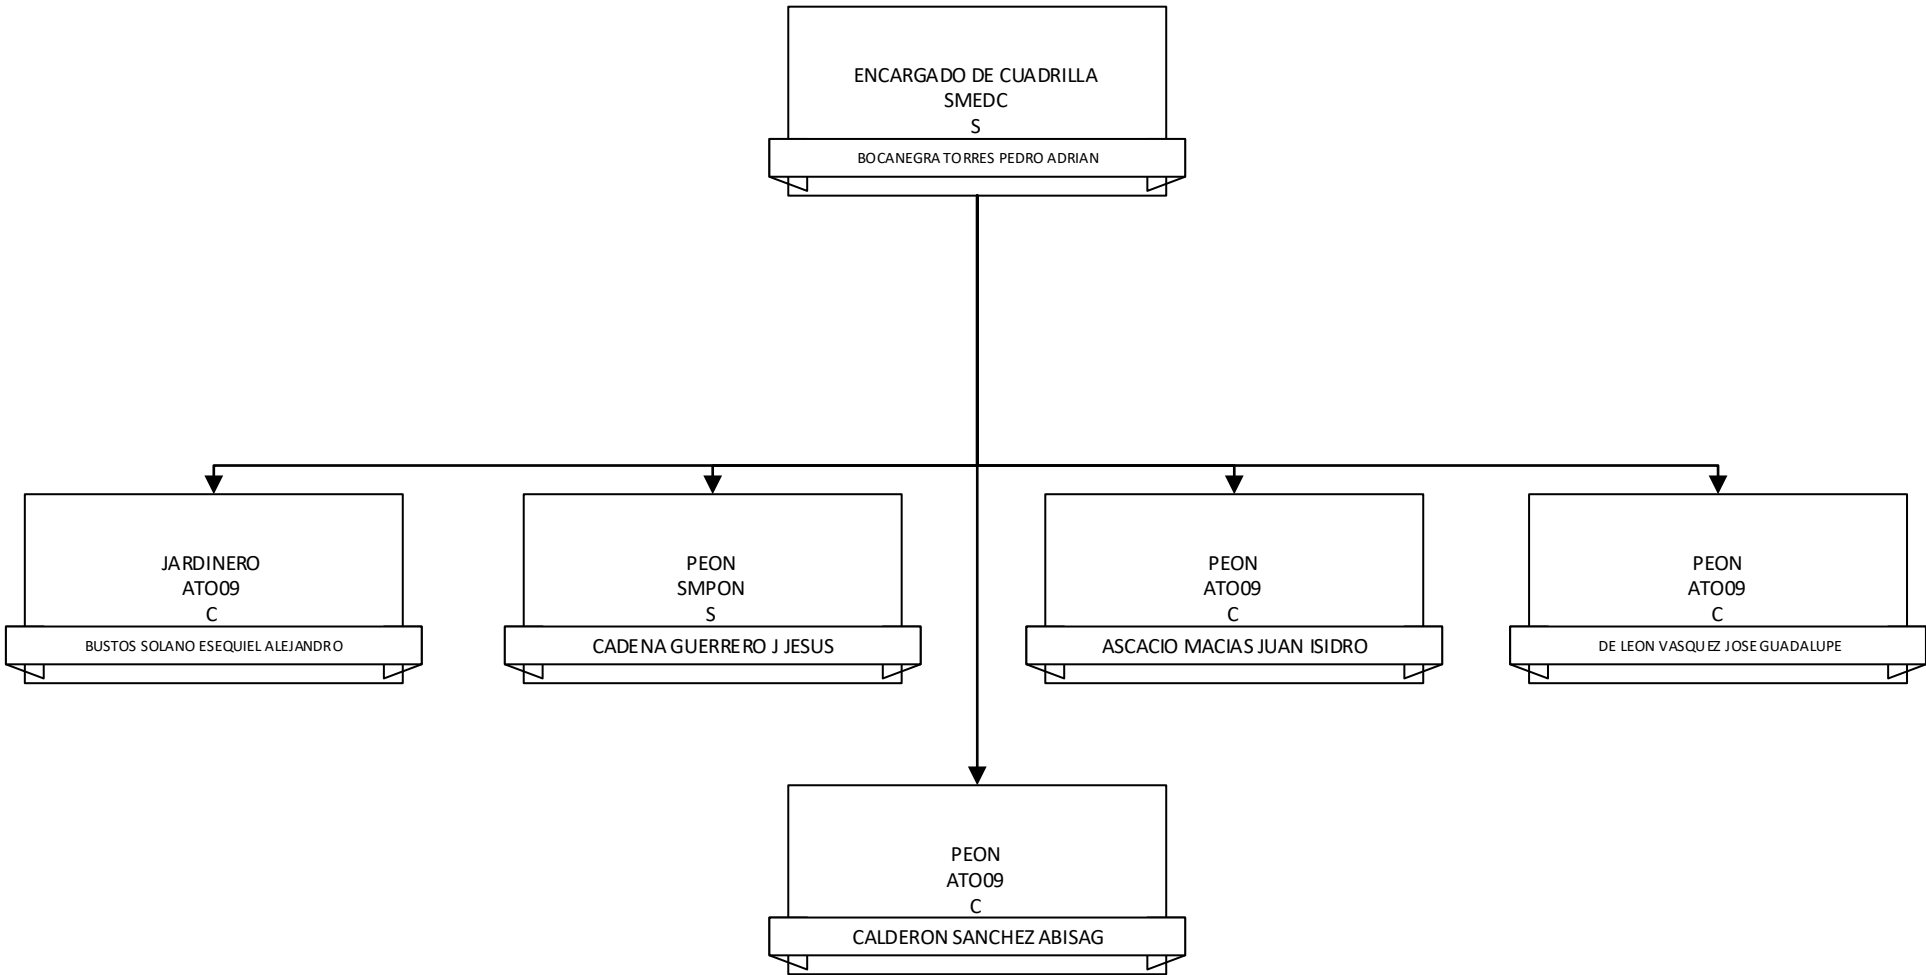 ENCARGADO DE CUADRILLA
SMEDC
S
BOCANEGRA TORRES PEDRO ADRIAN
JARDINERO
ATO09
C
BUSTOS SOLANO ESEQUIEL ALEJANDRO
PEON
SMPON
S
CADENA GUERRERO J JESUS
PEON
ATO09
C
ASCACIO MACIAS JUAN ISIDRO
PEON
ATO09
C
DE LEON VASQUEZ JOSE GUADALUPE
PEON
ATO09
C
CALDERON SANCHEZ ABISAG